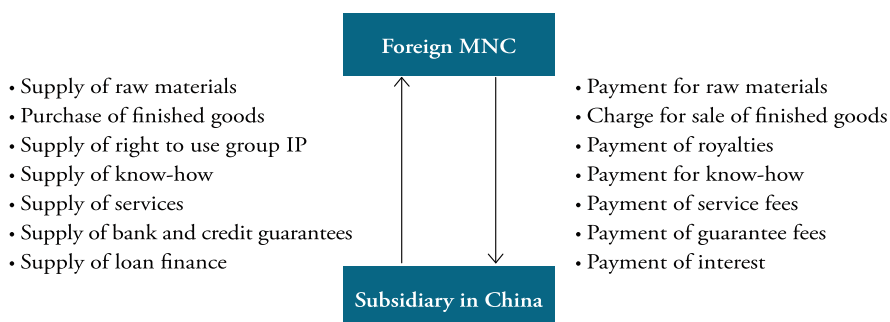 Foreign MNC
• Supply of raw materials
• Purchase of finished goods
• Supply of right to use group IP
• Supply of know-how
• Supply of services
• Supply of bank and credit guarantees
• Supply of loan finance
• Payment for raw materials
• Charge for sale of finished goods
• Payment of royalties
• Payment for know-how
• Payment of service fees
• Payment of guarantee fees
• Payment of interest
Subsidiary in China